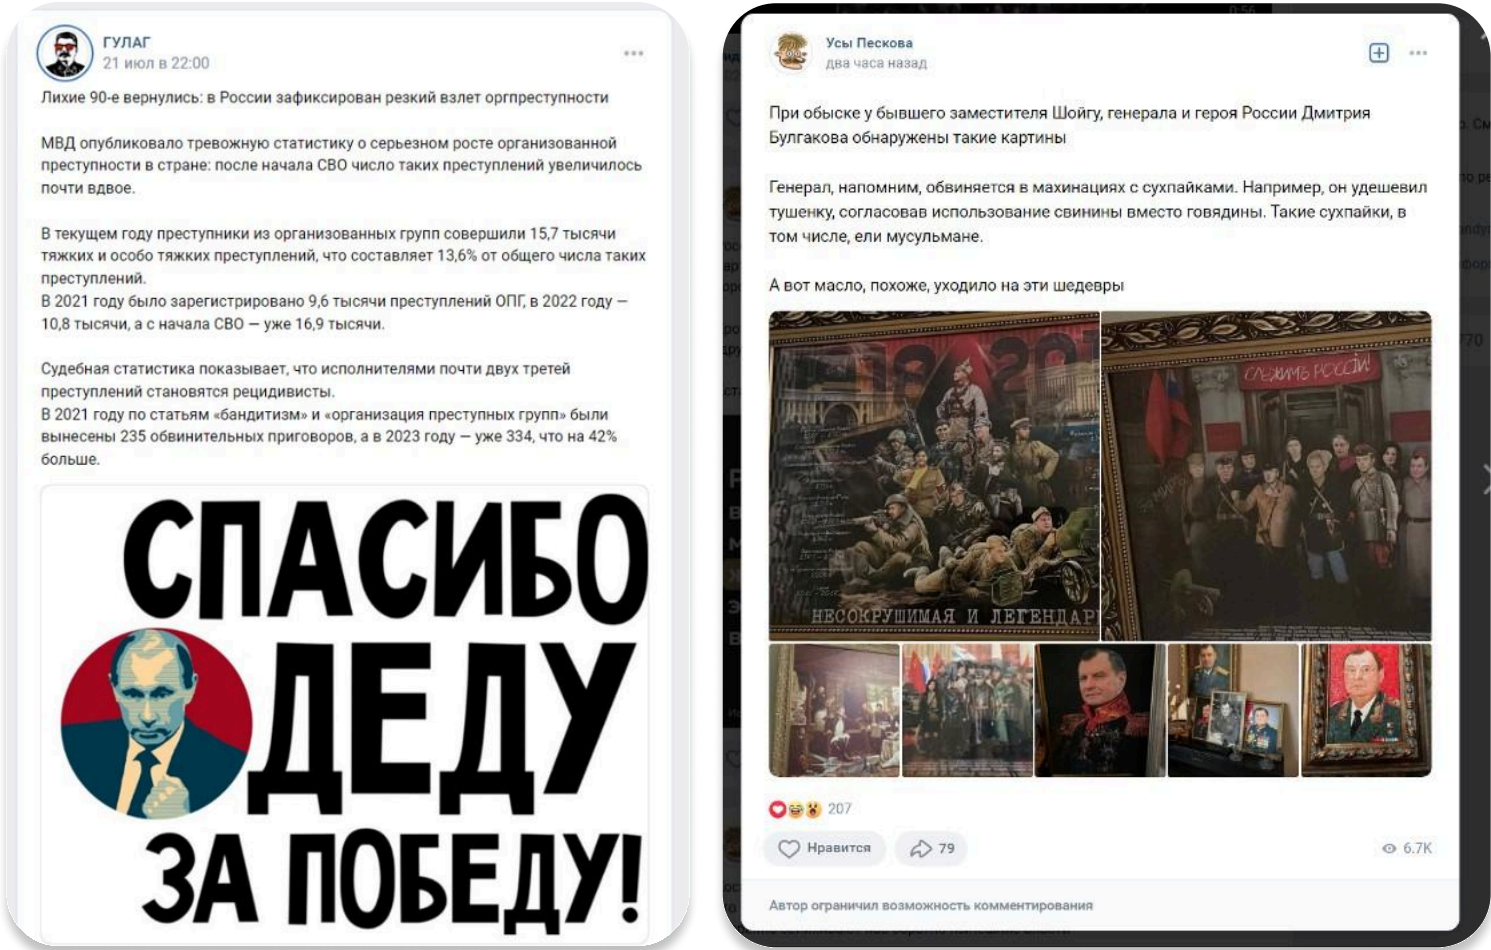 ГУЛАГ
21 июл в 22:00
Лихие 90-е вернулись: в России зафиксирован резкий взлет оргпреступности
МВД опубликовало тревожную статистику о серьезном росте организованной
преступности в стране: после начала СВО число таких преступлений увеличилось
почти вдвое.
В текущем году преступники из организованных групп совершили 15,7 тысячи
тяжких и особо тяжких преступлений, что составляет 13,6% от общего числа таких
преступлений.
В 2021 году было зарегистрировано 9,6 тысячи преступлений ОПГ, в 2022 году —
10,8 тысячи, а с начала СВО — уже 16,9 тысячи.
Судебная статистика показывает, что исполнителями почти двух третей
преступлений становятся рецидивисты.
В 2021 году по статьям «бандитизм» и «организация преступных групп» были
вынесены 235 обвинительных приговоров, а в 2023 году — уже 334, что на 42%
больше.
СПАСИБО
ДЕДУ
ЗА ПОБЕДУ!
Усы Пескова
два часа назад
При обыске у бывшего заместителя Шойгу, генерала и героя России Дмитрия
Булгакова обнаружены такие картины
Генерал, напомним, обвиняется в махинациях с сухпайками. Например, он удешевил
тушенку, согласовав использование свинины вместо говядины. Такие сухпайки, в
том числе, ели мусульмане.
А вот масло, похоже, уходило на эти шедевры
СЛУЖИТЬ РОССИИ!
НЕСОКРУШИМАЯ И ЛЕГЕНДАР
207
Нравится
79
6.7K
Автор ограничил возможность комментирования